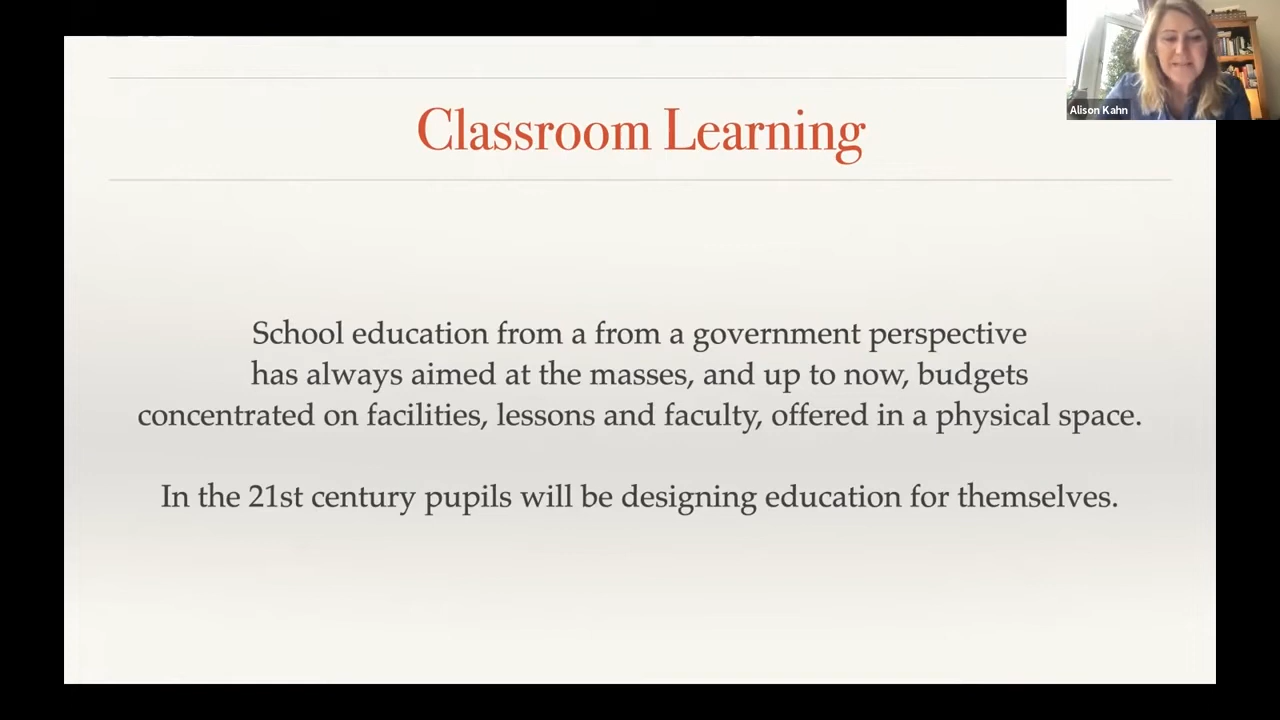 Classroom Learning
Alison Kahn
School education from a from a government perspective
has always aimed at the masses, and up to now, budgets
concentrated on facilities, lessons and faculty, offered in a physical space.
In the 21st century pupils will be designing education for themselves.